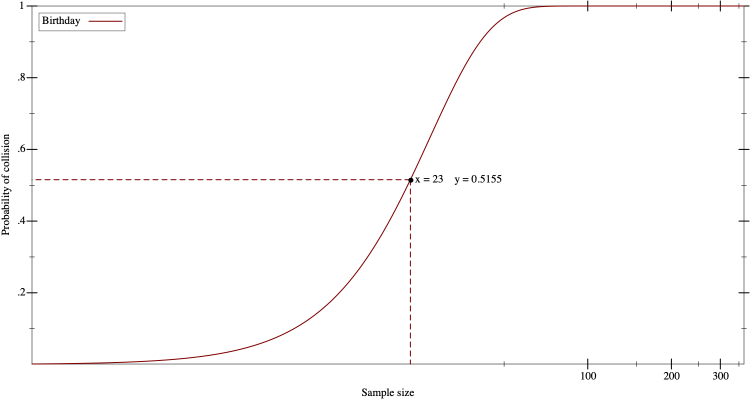 1
Birthday
.8
.6
x = 23 y = 0.5155
.4
.2
Probability of collision
100 200 300
Sample size